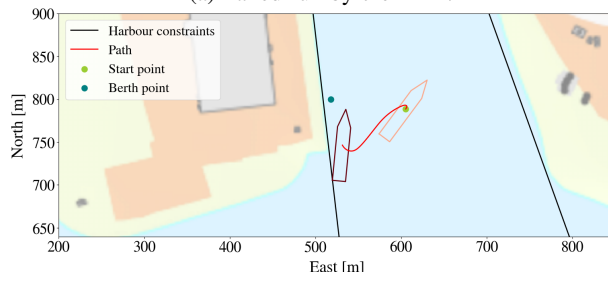 900
850
800
750
700
650
North [m]
Harbour constraints
Path
Start point
Berth point
200 300 400 500 600 700 800
East [m]